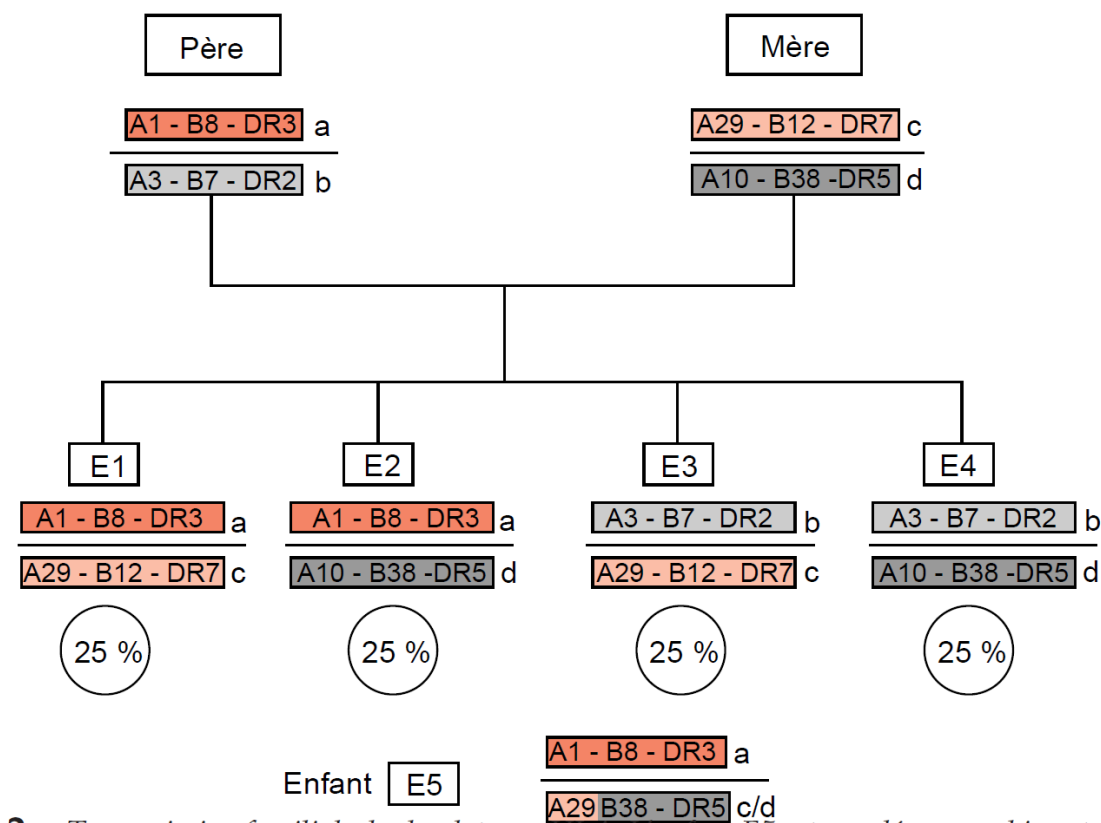 Père Mère
A1 - B8 - DR3 a A29 - B12 - DR7 c
A3 - B7 - DR2 b A10 - B38 -DR5 d
E1 E2 E3 E4
A1 - B8 - DR3 a A1 - B8 - DR3 a A3 - B7 - DR2 b A3 - B7 - DR2 b
A29 - B12 - DR7 c A10 - B38 -DR5 d A29 - B12 - DR7 c A10 - B38 -DR5 d
25 % 25 % 25 % 25 %
A1 - B8 - DR3 a
Enfant E5
A29 B38 - DR5 c/d